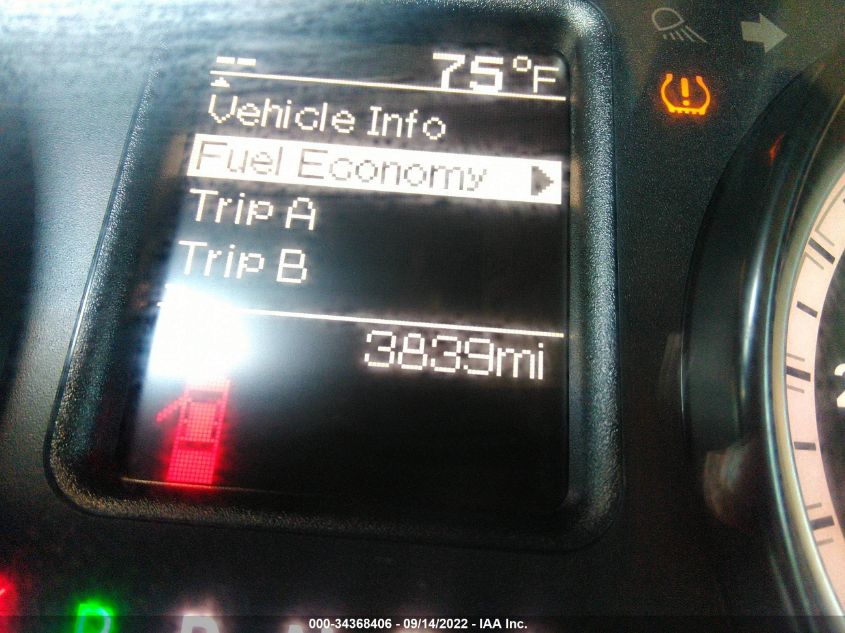 -- 75°F
Vehicle Info
Fuel Economy
Trip A
Trip B
3839mi
P
000-34368406 - 09/14/2022 - IAA Inc.